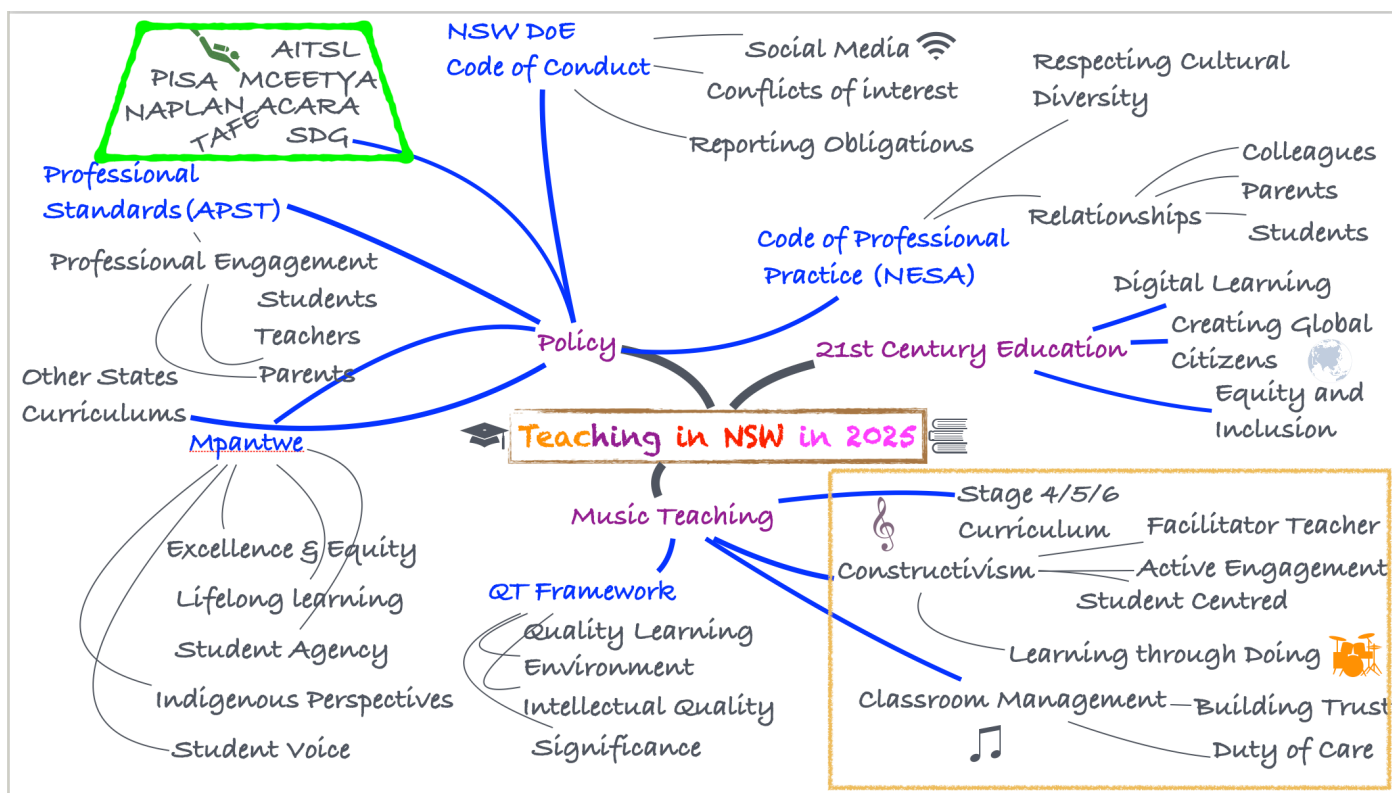 AITSL
PISA MCEETYA
NAPLAN ACARA
TAFE
SDG
NSW DoE
Code of Conduct
Social Media
Conflicts of interest
Reporting Obligations
Respecting Cultural
Diversity
Colleagues
Parents
Relationships
Students
Code of Professional
Practice (NESA)
Professional
Standards (APST)
Professional Engagement
Students
Teachers
Parents
Other States
Curriculums
Policy
21st Century Education
Digital Learning
Creating Global
Citizens
Equity and
Inclusion
Teaching in NSW in 2025
Mpantwe
Excellence & Equity
Lifelong learning
Student Agency
Indigenous Perspectives
Student Voice
Music Teaching
QT Framework
Quality Learning
Environment
Intellectual Quality
Significance
Stage 4/5/6
Curriculum
Facilitator Teacher
Constructivism
Active Engagement
Student Centred
Learning through Doing
Classroom Management
Building Trust
Duty of Care